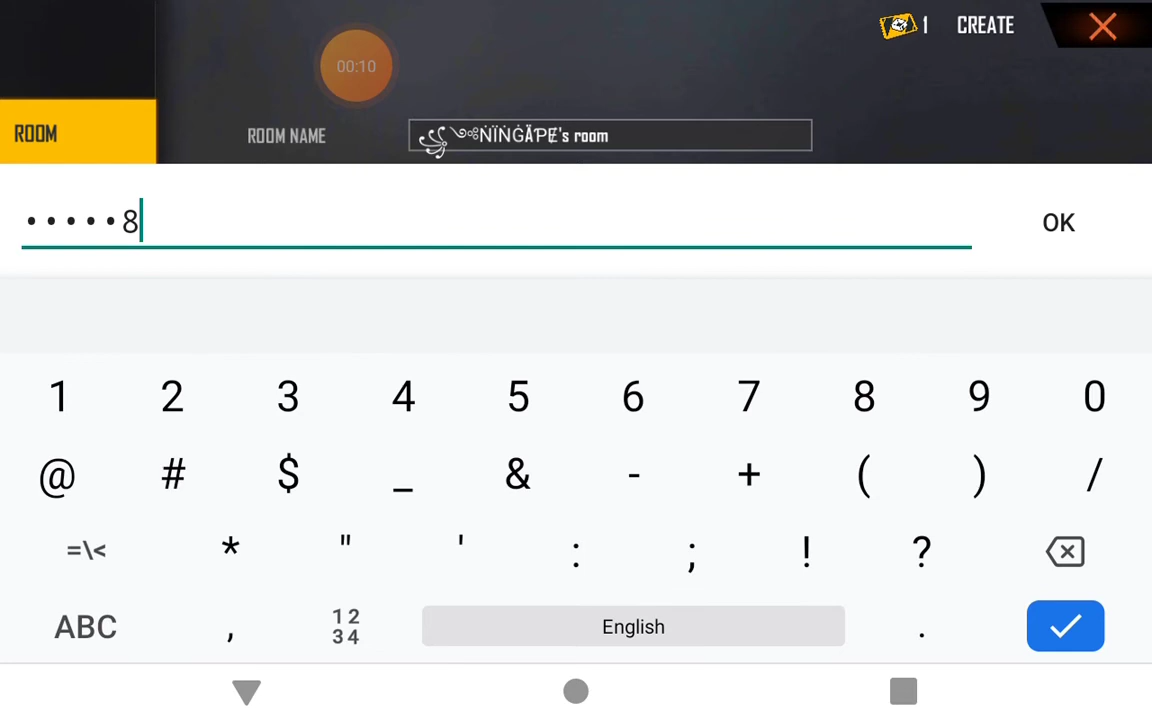 1 CREATE
00:10
ROOM
ROOM NAME
꧁༺ṄÏṄĠÄƤɆ's room
•••••8
OK
1 2 3 4 5 6 7 8 9 0
@ # $ _ & - + ( ) /
=\< * " ' : ; ! ?
ABC , 12 34 English .